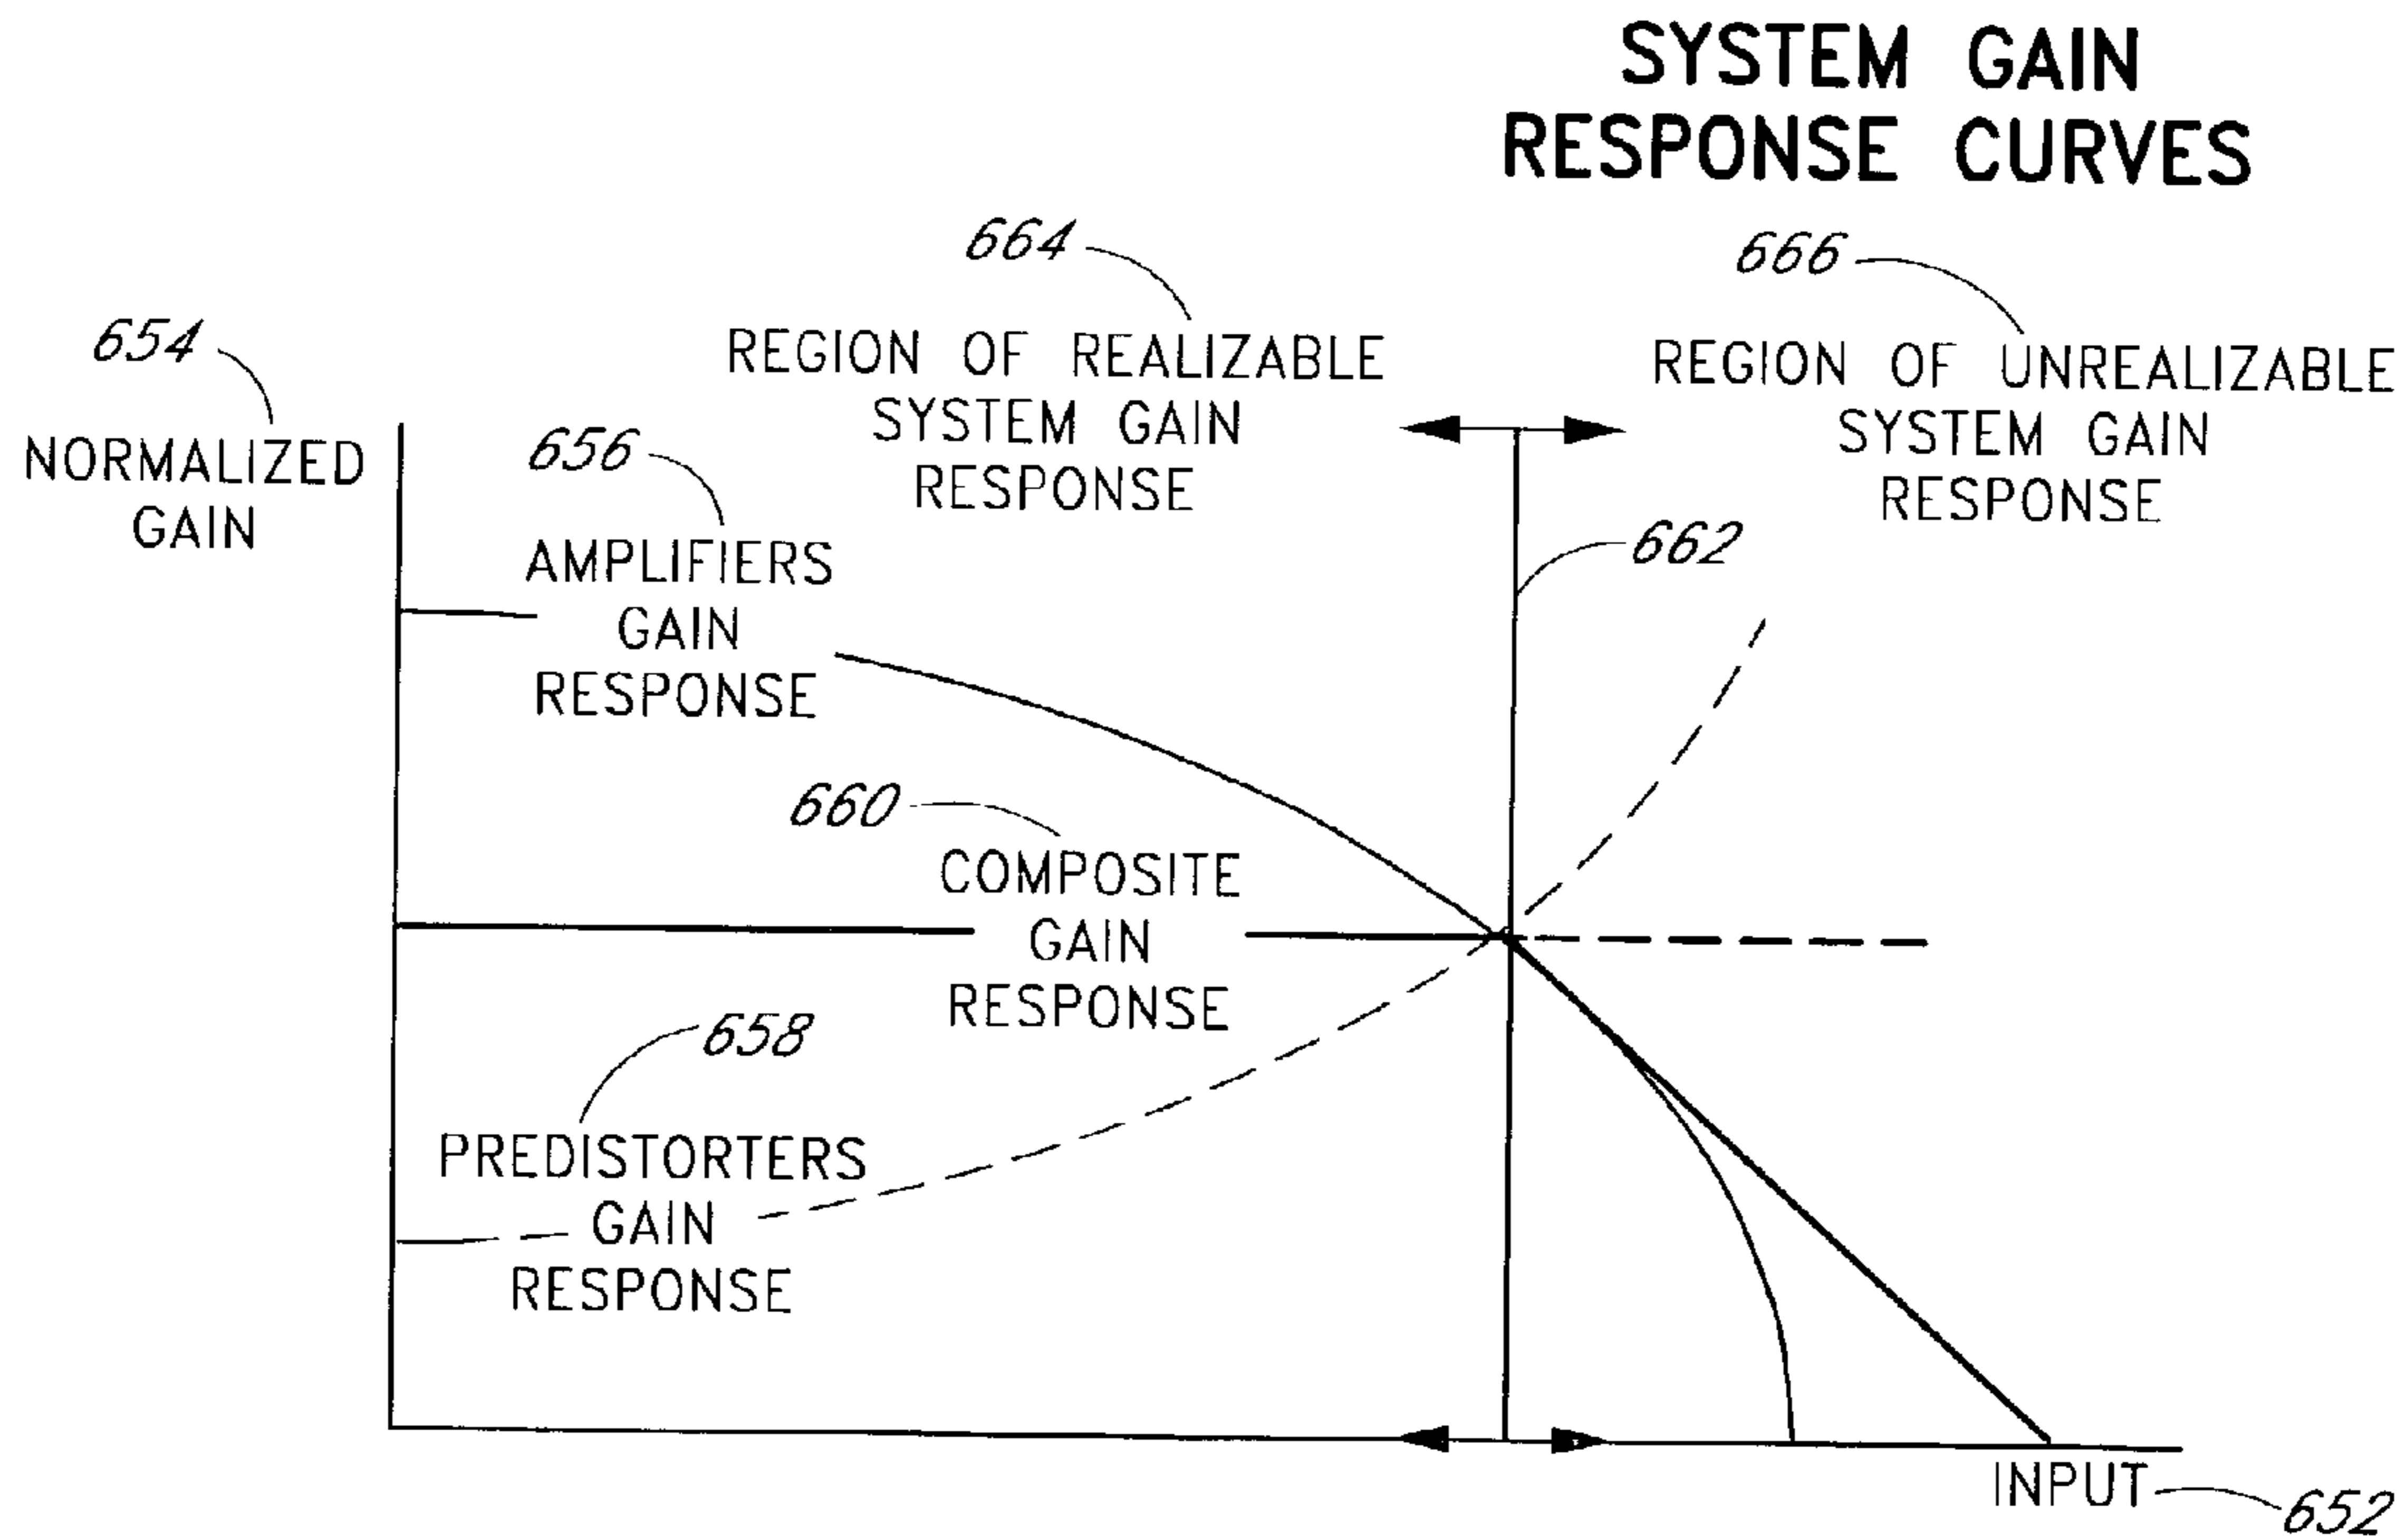 SYSTEM GAIN
RESPONSE CURVES
664
666
654
REGION OF REALIZABLE
SYSTEM GAIN
RESPONSE
REGION OF UNREALIZABLE
SYSTEM GAIN
RESPONSE
NORMALIZED
GAIN
656
662
AMPLIFIERS
GAIN
RESPONSE
660
COMPOSITE
GAIN
RESPONSE
658
PREDISTORTERS
GAIN
RESPONSE
INPUT
652